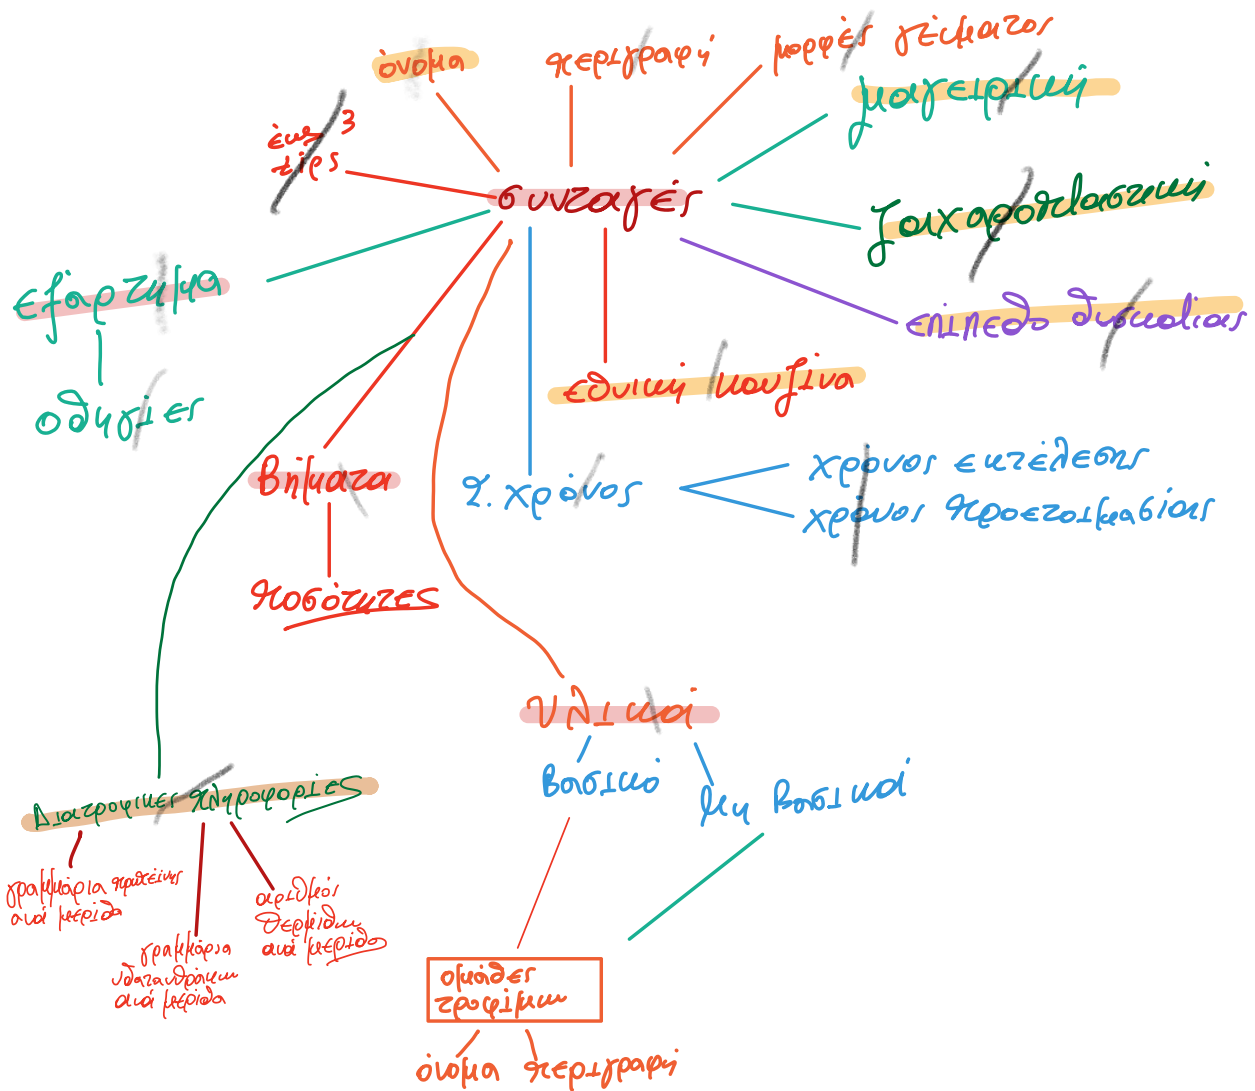 όνομα
περιγραφή
μορφές γεύματος
μαγειρική
έως 3
tips
συνταγές
ζαχαροπλαστική
εξάρτημα
επίπεδο δυσκολίας
οδηγίες
εθνική κουζίνα
βήματα
Σ. χρόνος
χρόνος εκτέλεσης
χρόνος προετοιμασίας
ποσότητες
υλικά
βασικό
μη βασικά
Διατροφικες πληροφορίες
γραμμάρια πρωτεΐνης
ανά μερίδα
αριθμός
θερμίδων
ανά μερίδα
γραμμάρια
υδατανθράκων
ανά μερίδα
ομάδες
τροφίμων
όνομα
περιγραφή